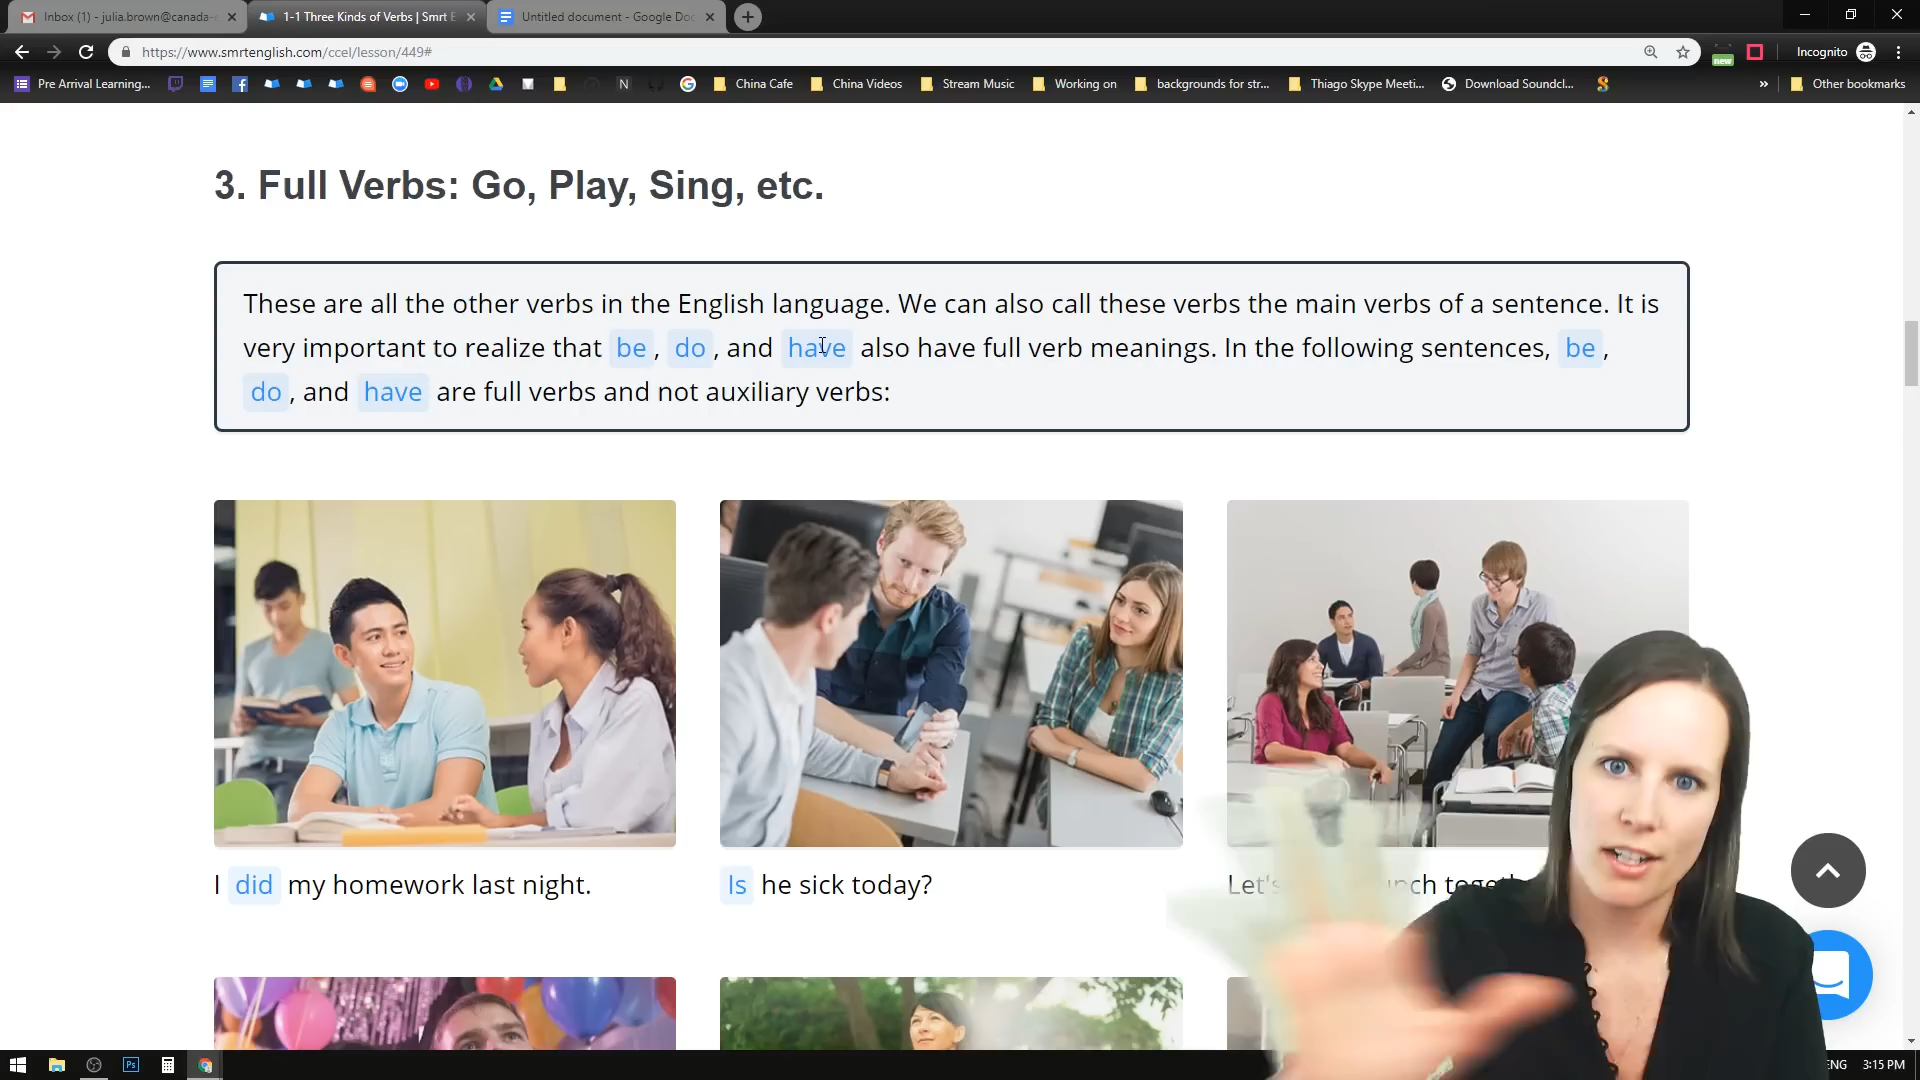 Inbox (1) - julia.brown@canada-
1-1 Three Kinds of Verbs | Smrt E
Untitled document - Google Doc
https://www.smrtenglish.com/ccel/lesson/449#
new
Incognito
Pre Arrival Learning...
China Cafe
China Videos
Stream Music
Working on
backgrounds for str...
Thiago Skype Meeti...
Download Soundcl...
Other bookmarks
3. Full Verbs: Go, Play, Sing, etc.
These are all the other verbs in the English language. We can also call these verbs the main verbs of a sentence. It is
very important to realize that be, do, and have also have full verb meanings. In the following sentences, be,
do, and have are full verbs and not auxiliary verbs:
I did my homework last night.
Is he sick today?
Let's
ENG 3:15 PM